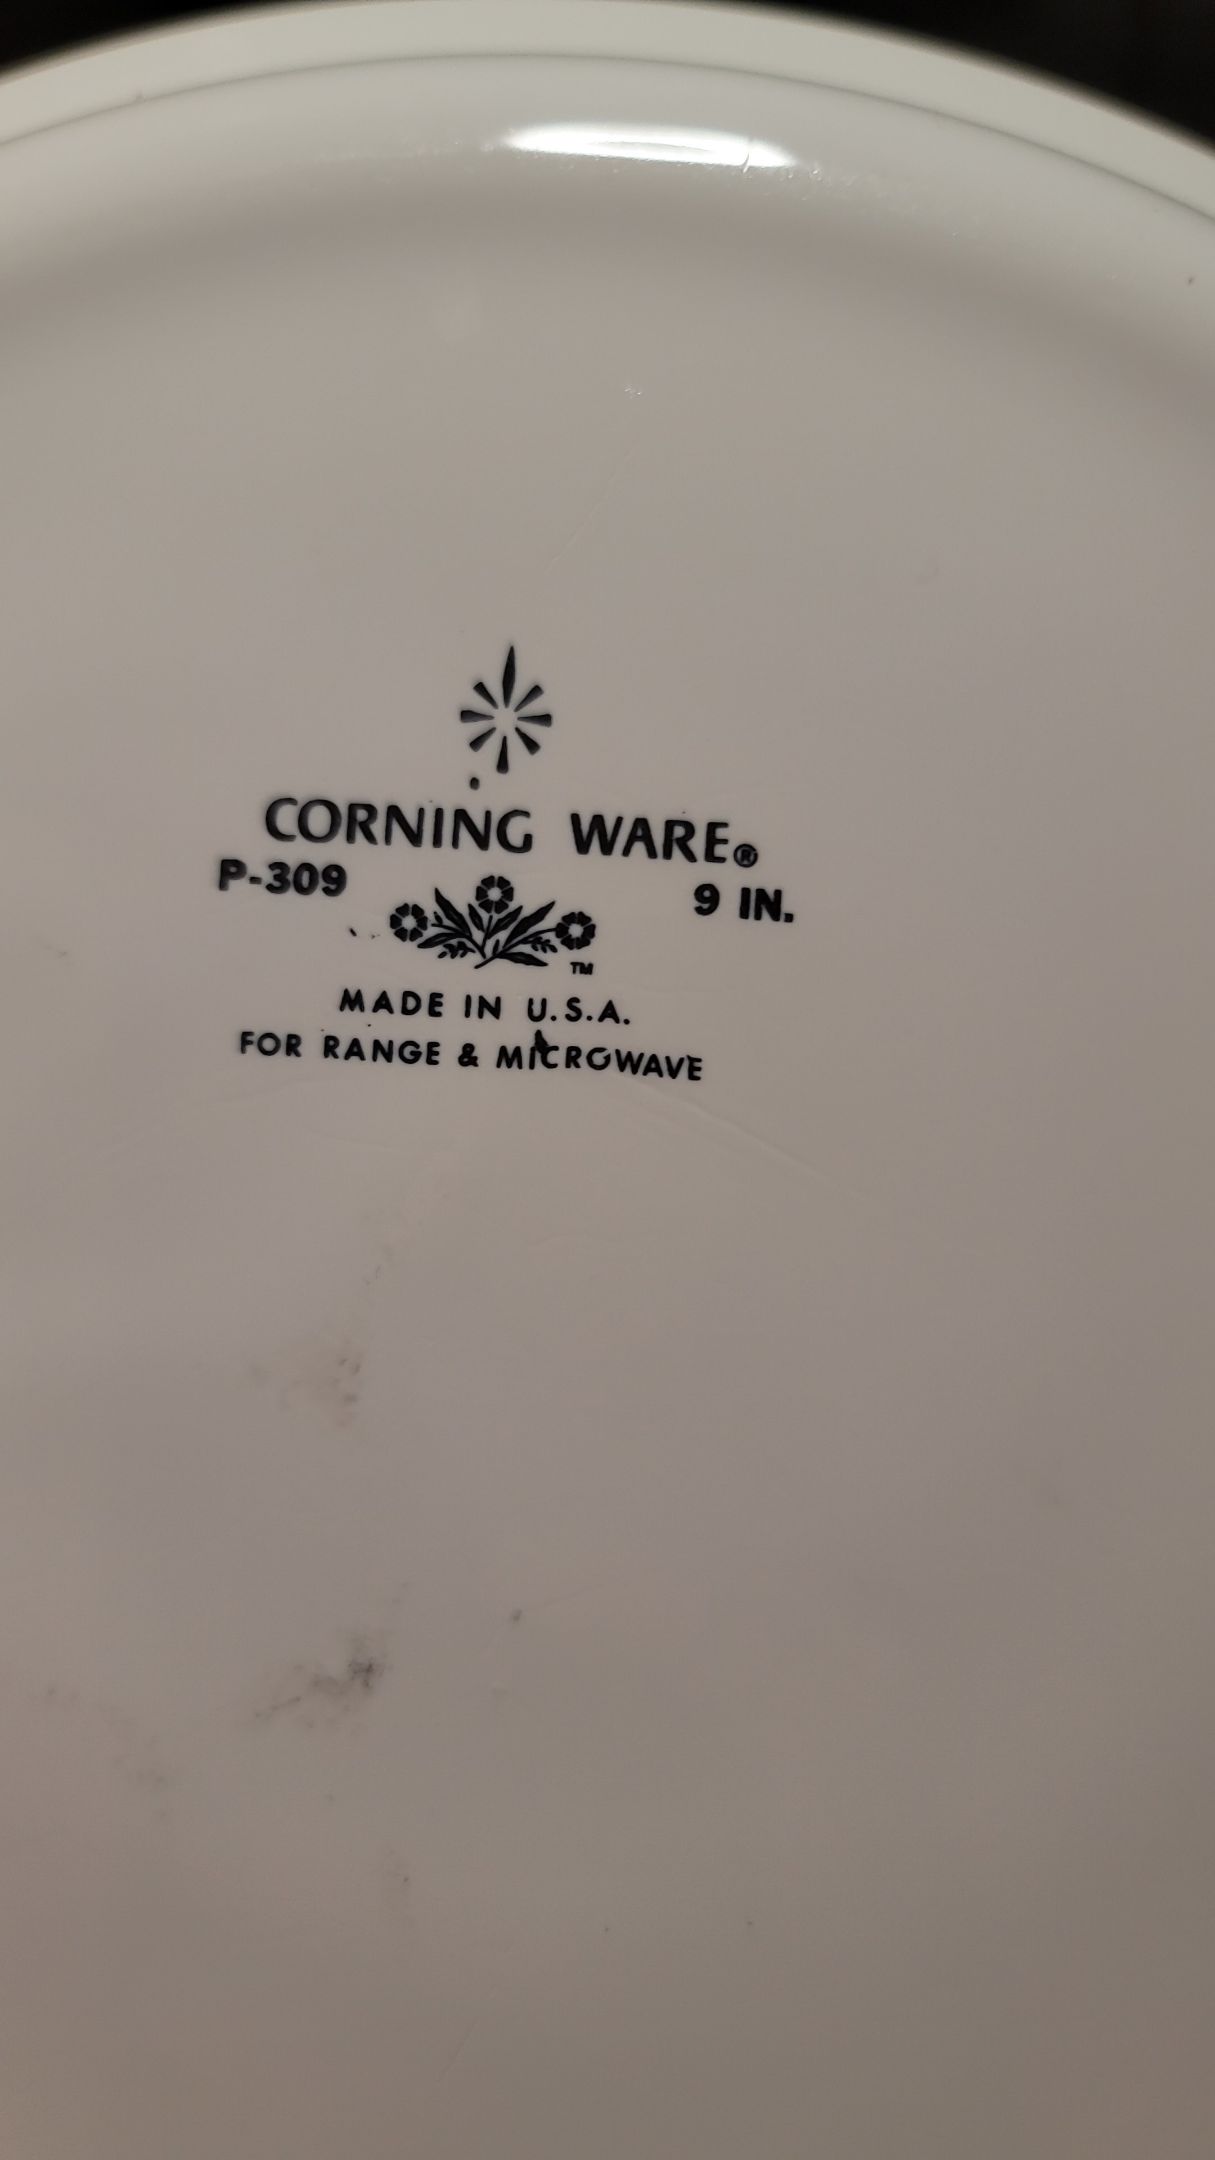 CORNING WARE®
P-309 9 IN.
TM
MADE IN U.S.A.
FOR RANGE & MICROWAVE